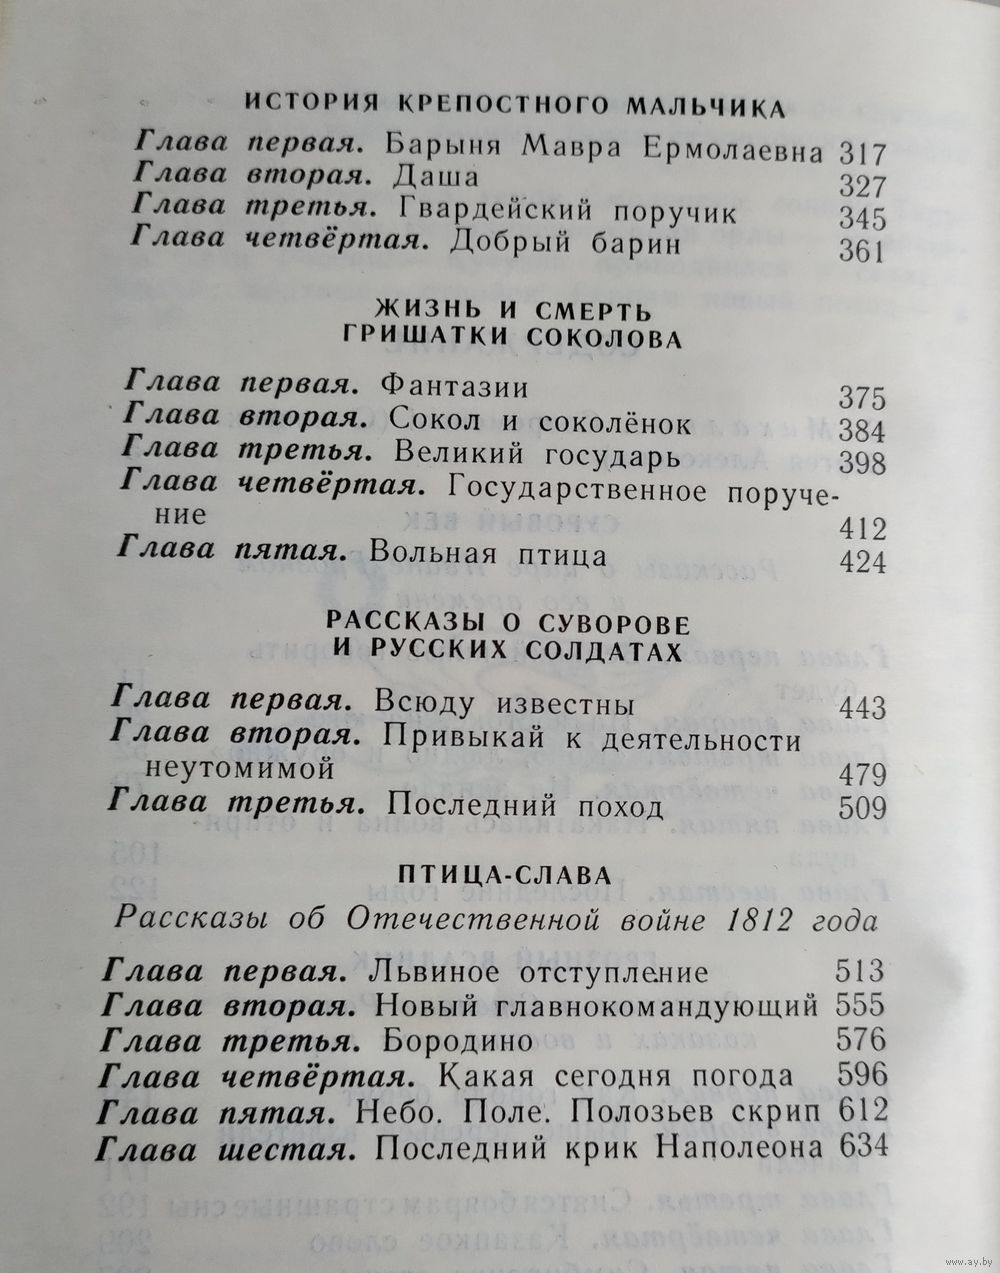 ИСТОРИЯ КРЕПОСТНОГО МАЛЬЧИКА
Глава первая. Барыня Мавра Ермолаевна 317
Глава вторая. Даша 327
Глава третья. Гвардейский поручик 345
Глава четвёртая. Добрый барин 361
ЖИЗНЬ И СМЕРТЬ
ГРИШАТКИ СОКОЛОВА
Глава первая. Фантазии 375
Глава вторая. Сокол и соколёнок 384
Глава третья. Великий государь 398
Глава четвёртая. Государственное поруче-
ние 412
Глава пятая. Вольная птица 424
РАССКАЗЫ О СУВОРОВЕ
И РУССКИХ СОЛДАТАХ
Глава первая. Всюду известны 443
Глава вторая. Привыкай к деятельности
неутомимой 479
Глава третья. Последний поход 509
ПТИЦА-СЛАВА
Рассказы об Отечественной войне 1812 года
Глава первая. Львиное отступление 513
Глава вторая. Новый главнокомандующий 555
Глава третья. Бородино 576
Глава четвёртая. Какая сегодня погода 596
Глава пятая. Небо. Поле. Полозьев скрип 612
Глава шестая. Последний крик Наполеона 634
www.ay.by